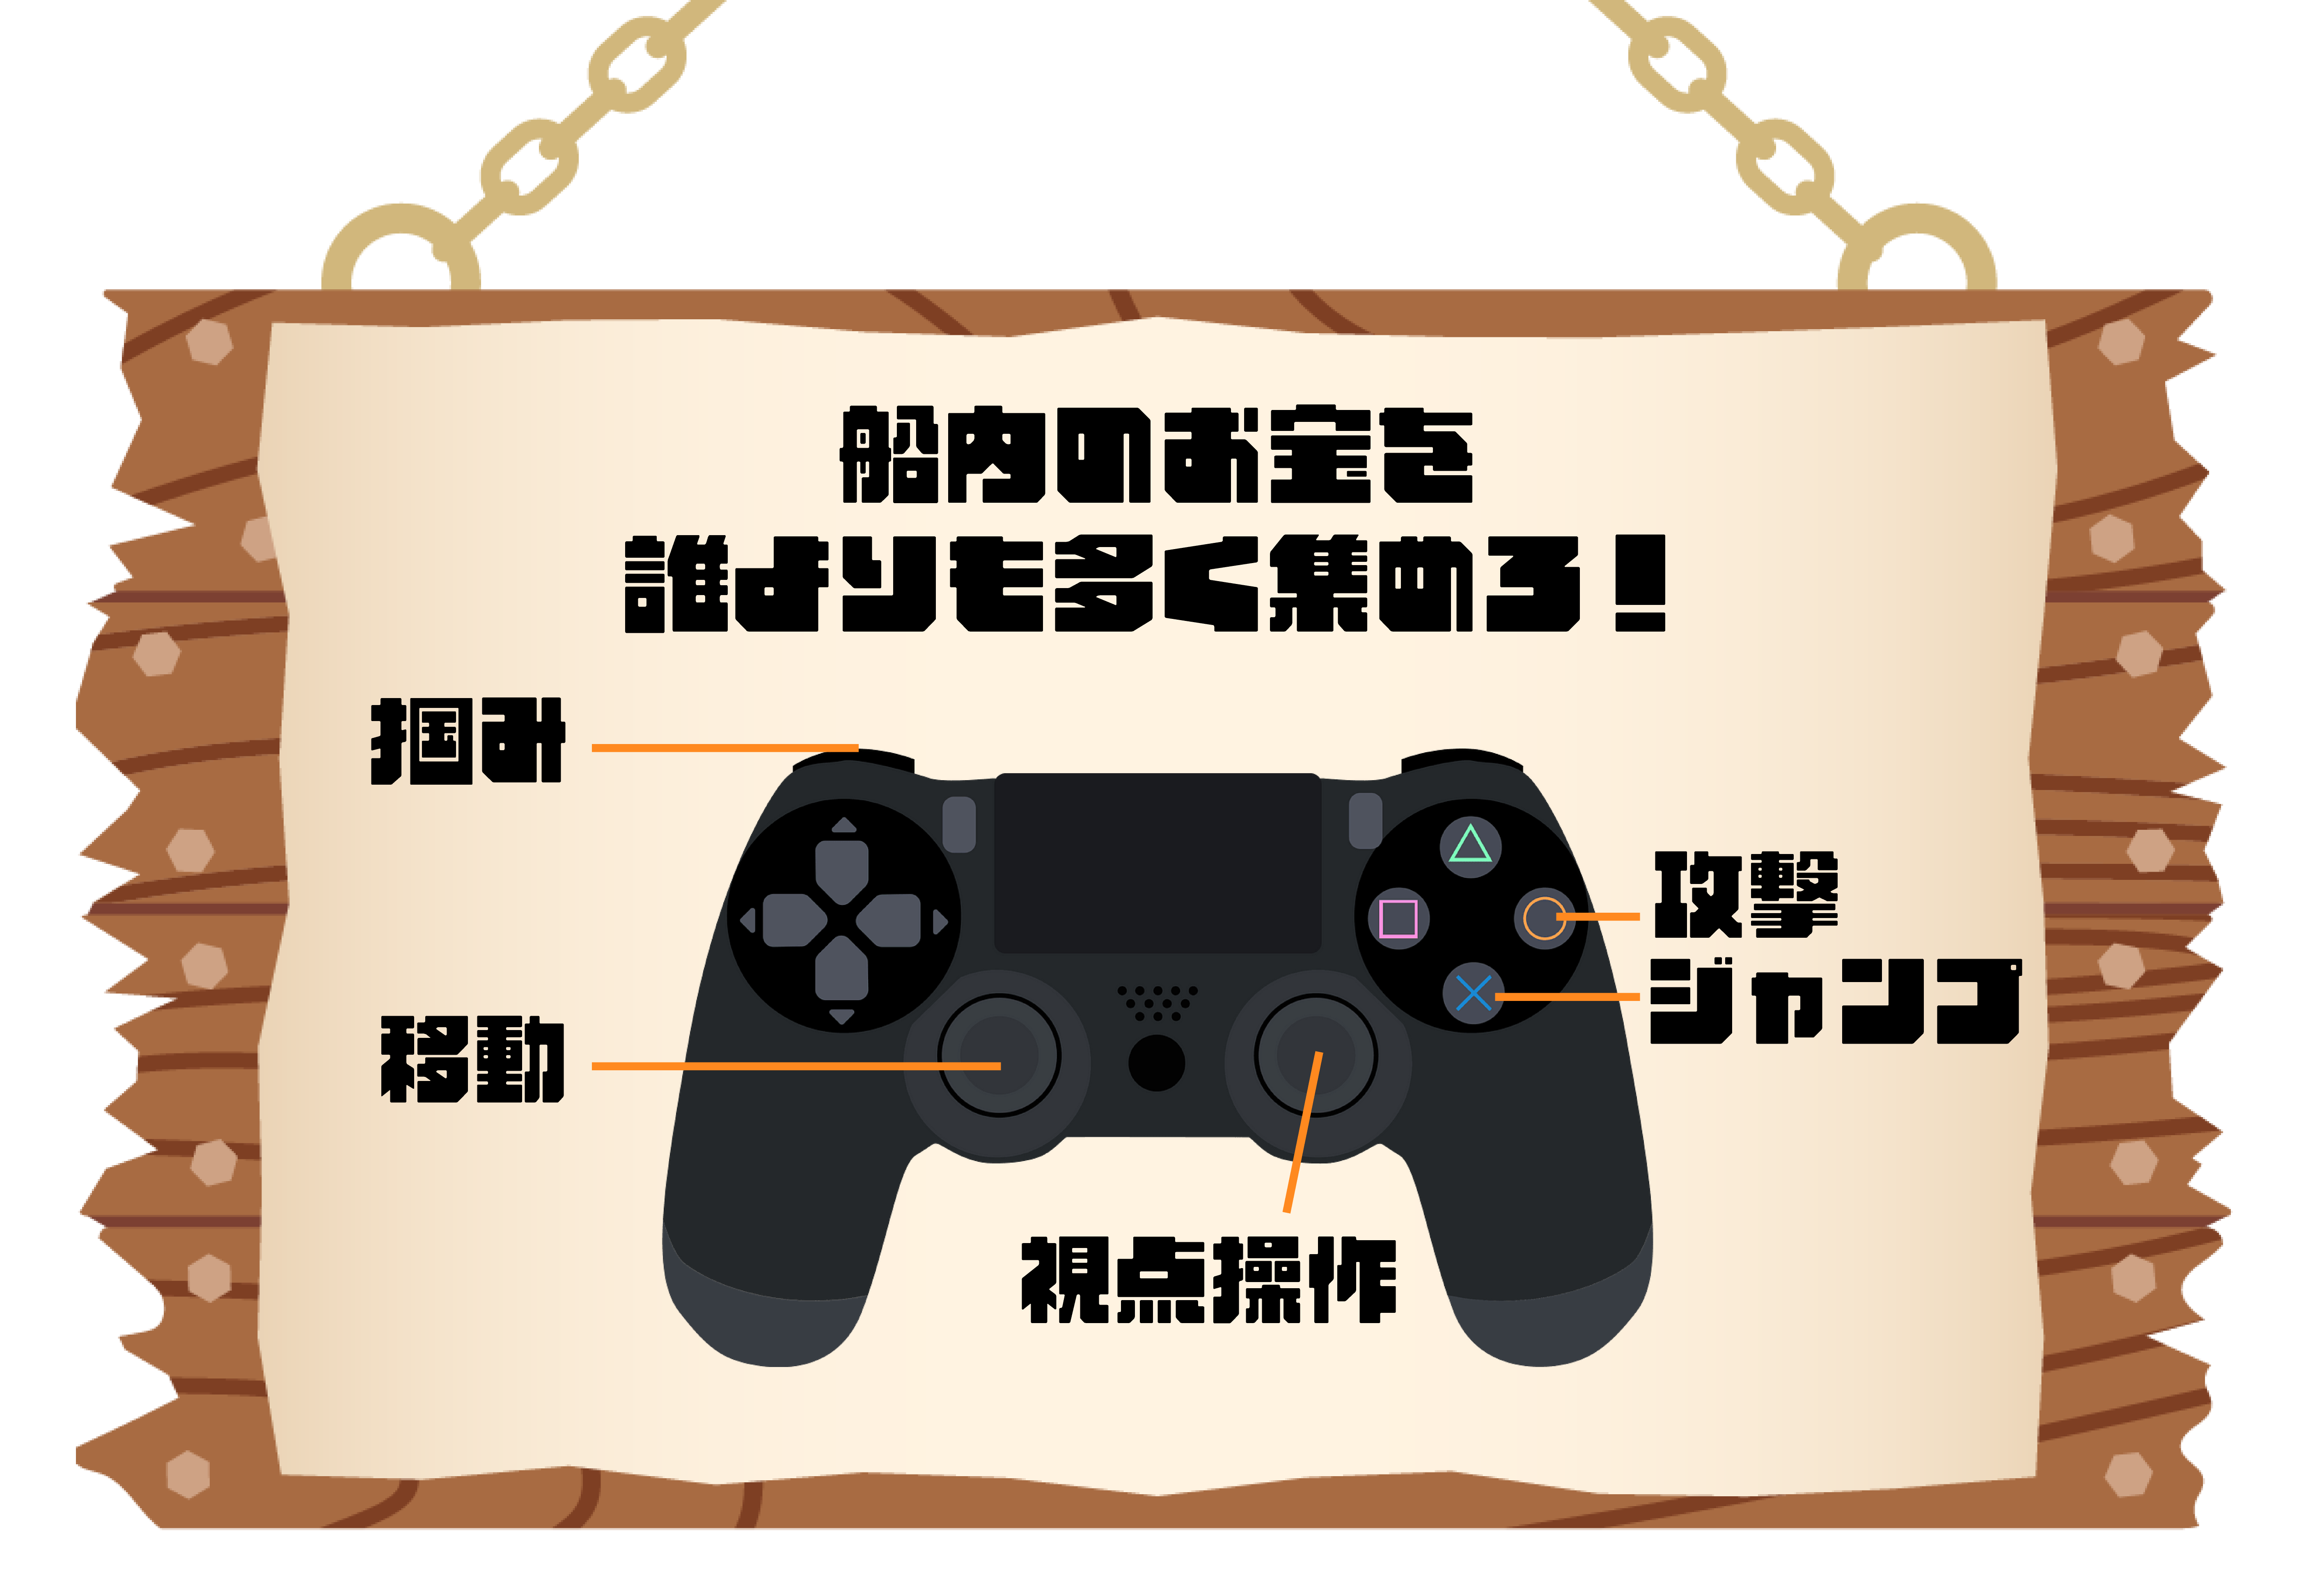 船内のお宝を
誰よりも多く集めろ！
掴み
攻撃
ジャンプ
移動
視点操作